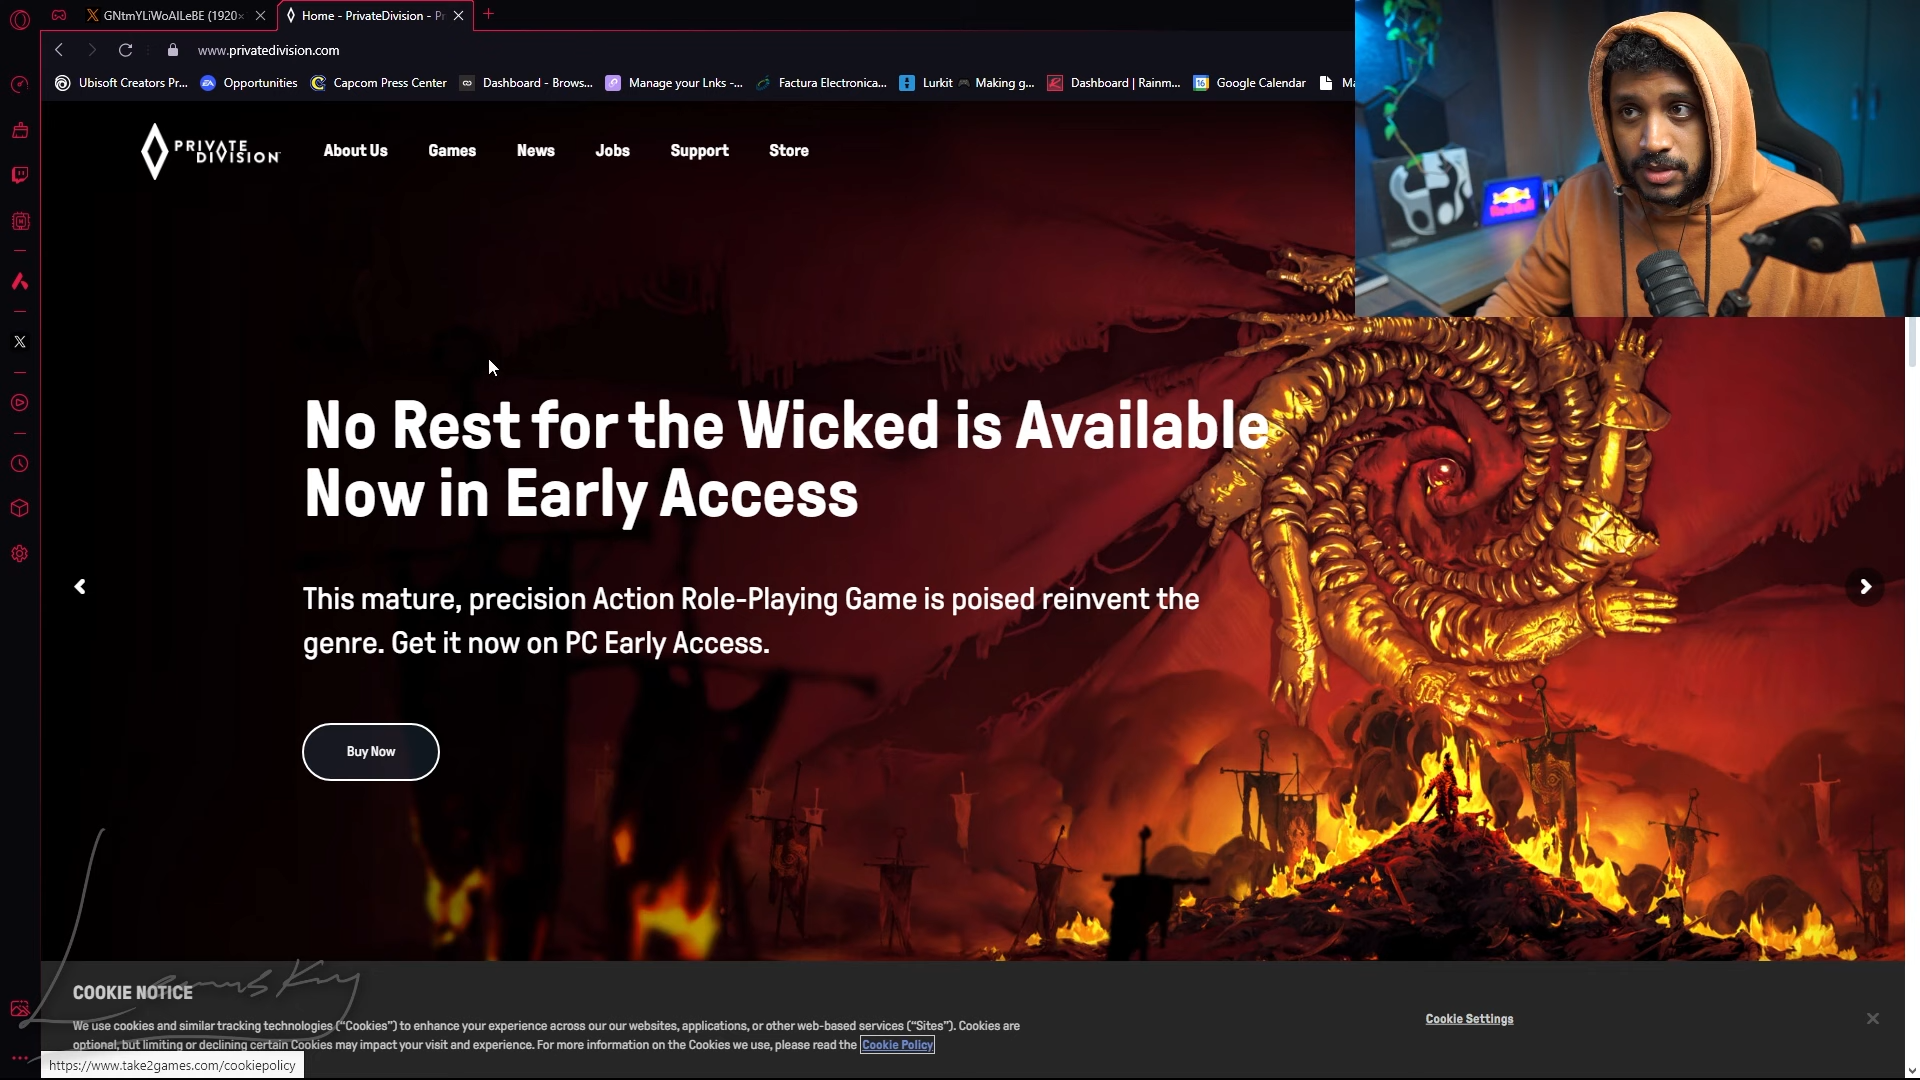 GNtmYLiWoAILeBE (1920×
Home - PrivateDivision - Pr
www.privatedivision.com
Ubisoft Creators Pr...
Opportunities
Capcom Press Center
Dashboard - Brows...
Manage your Lnks -...
Factura Electronica...
Lurkit
Making g...
Dashboard | Rainm...
16
Google Calendar
PRIVATE
DIVISION
About Us
Games
News
Jobs
Support
Store
Red Bull
No Rest for the Wicked is Available
Now in Early Access
This mature, precision Action Role-Playing Game is poised reinvent the
genre. Get it now on PC Early Access.
Buy Now
COOKIE NOTICE
We use cookies and similar tracking technologies (“Cookies”) to enhance your experience across our our websites, applications, or other web-based services (“Sites”). Cookies are
optional, but limiting or declining certain Cookies may impact your visit and experience. For more information on the Cookies we use, please read the Cookie Policy
Cookie Settings
https://www.take2games.com/cookiepolicy